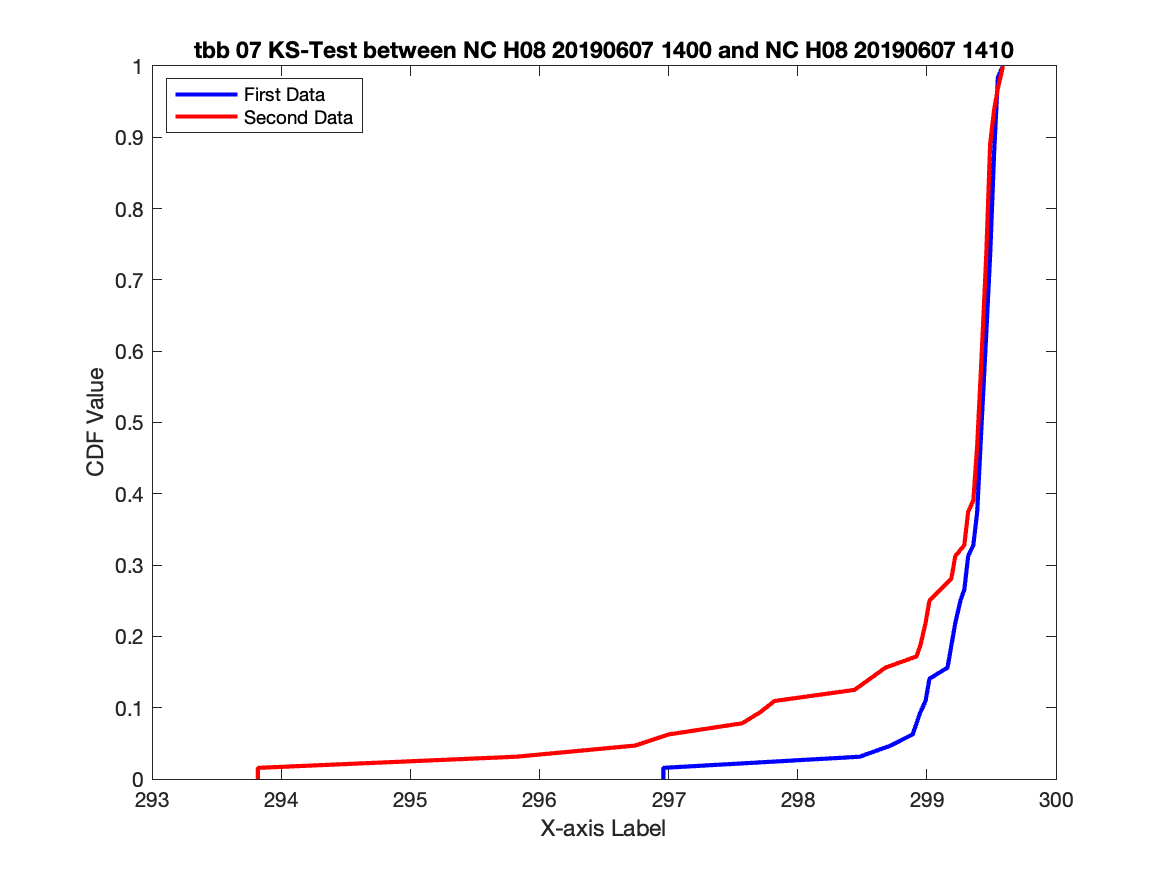 tbb 07 KS-Test between NC H08 20190607 1400 and NC H08 20190607 1410
First Data
Second Data
CDF Value
1
0.9
0.8
0.7
0.6
0.5
0.4
0.3
0.2
0.1
0
293 294 295 296 297 298 299 300
X-axis Label